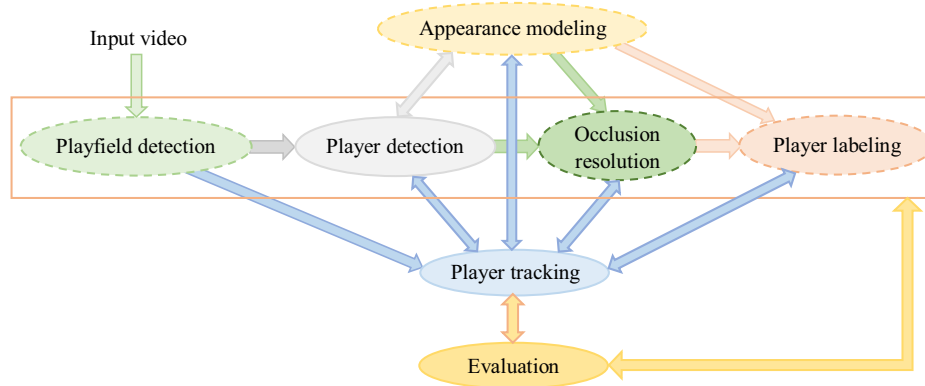 Appearance modeling
Input video
Playfield detection
Player detection
Occlusion
resolution
Player labeling
Player tracking
Evaluation